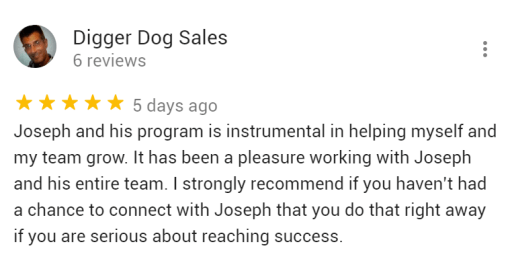 Digger Dog Sales
6 reviews
5 days ago
Joseph and his program is instrumental in helping myself and
my team grow. It has been a pleasure working with Joseph
and his entire team. I strongly recommend if you haven't had
a chance to connect with Joseph that you do that right away
if you are serious about reaching success.